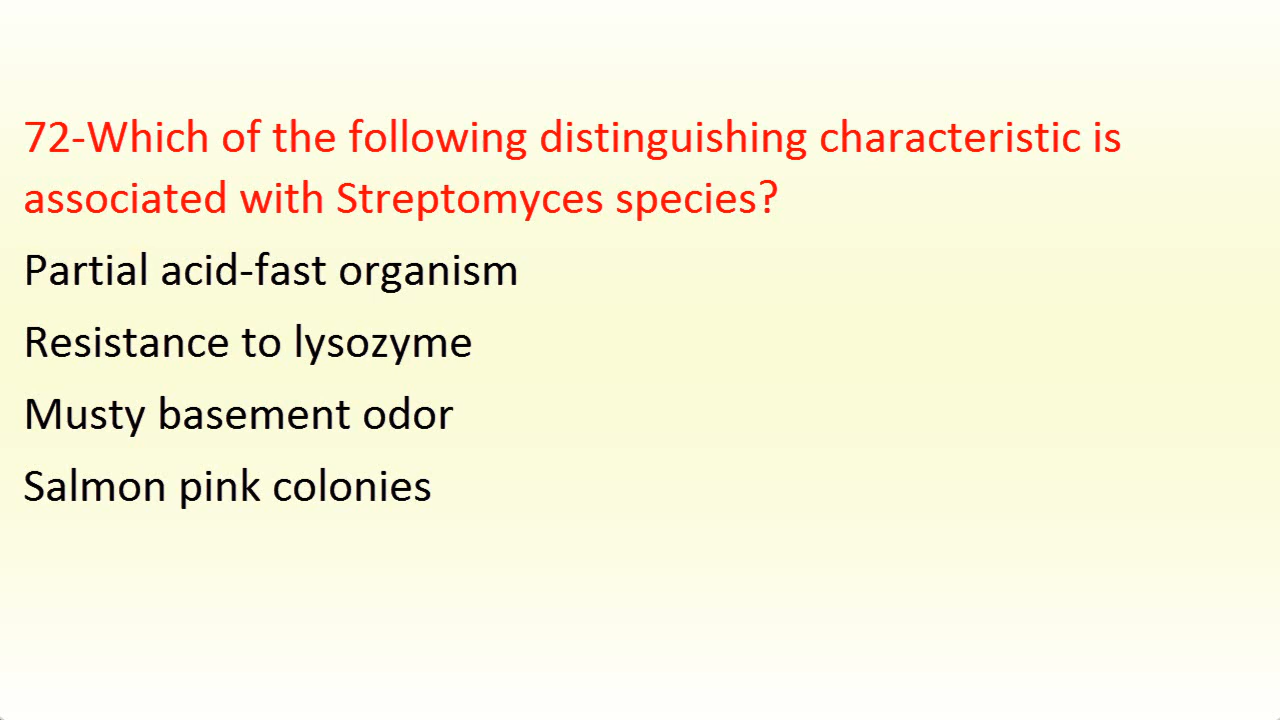 72-Which of the following distinguishing characteristic is
associated with Streptomyces species?
Partial acid-fast organism
Resistance to lysozyme
Musty basement odor
Salmon pink colonies